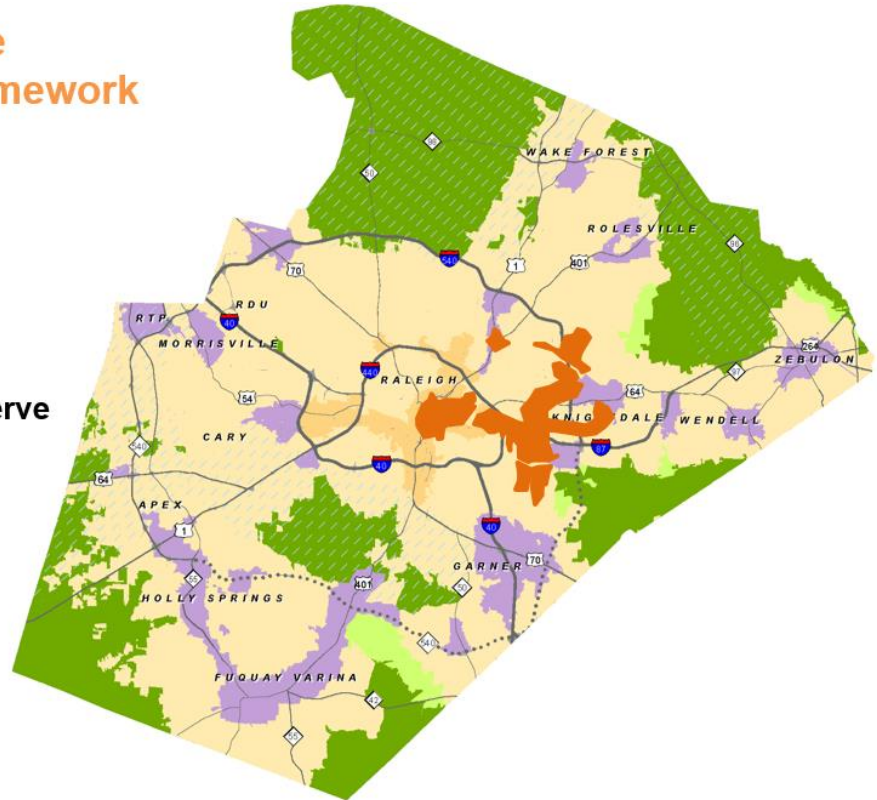 e
mework
erve
98
50
WAKE FOREST
ROLESVILLE
98
540
1
401
70
RDU
RTP
40
MORRISVILLE
264
ZEBULON
97
440
RALEIGH
54
64
KNIGHTDALE
WENDELL
CARY
87
540
40
64
APEX
1
40
GARNER
70
55
401
50
HOLLY SPRINGS
540
FUQUAY VARINA
42
55